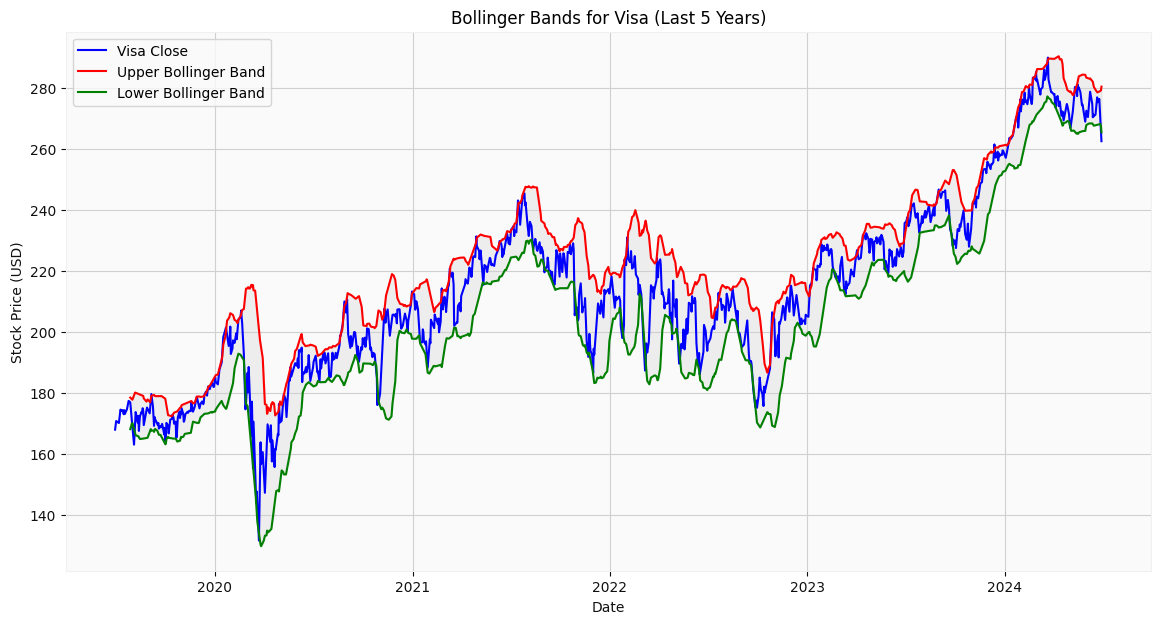 Bollinger Bands for Visa (Last 5 Years)
Visa Close
Upper Bollinger Band
Lower Bollinger Band
Stock Price (USD)
280
260
240
220
200
180
160
140
2020 2021 2022 2023 2024
Date